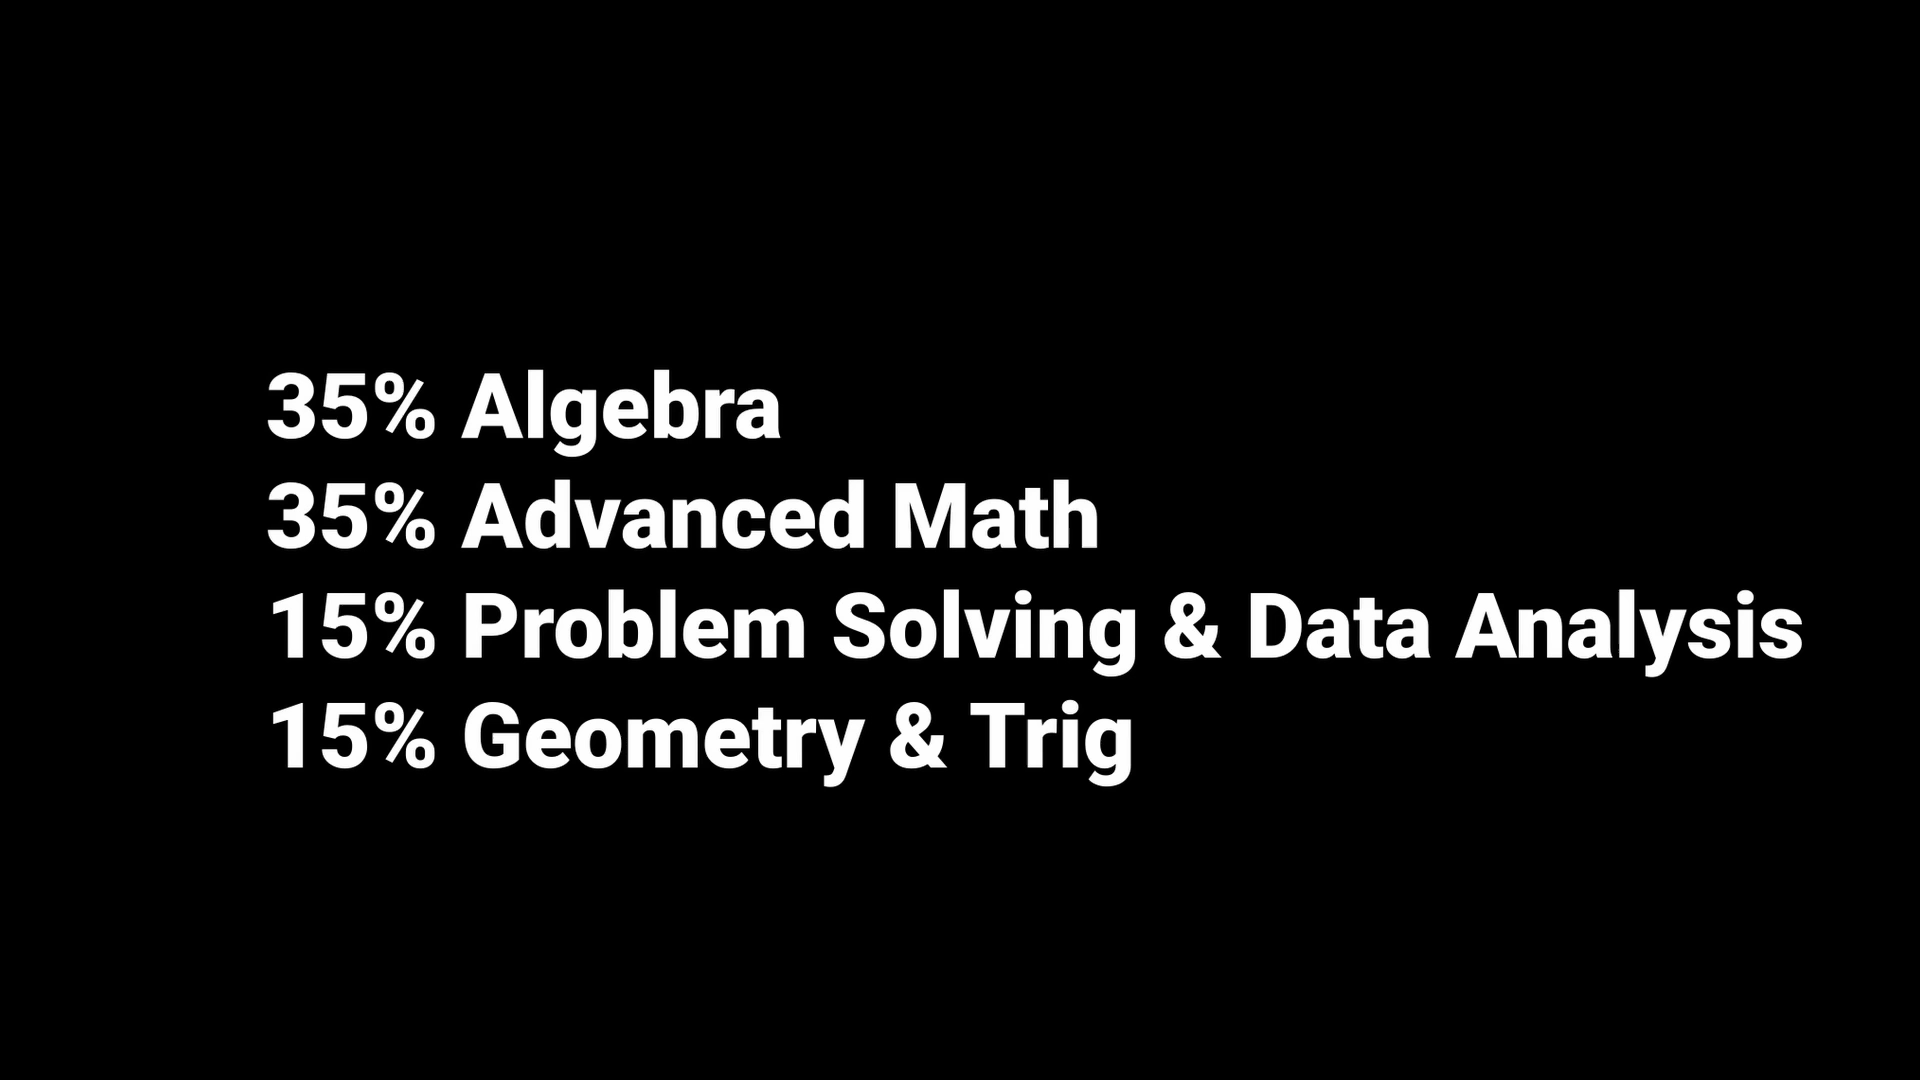 35% Algebra
35% Advanced Math
15% Problem Solving & Data Analysis
15% Geometry & Trig